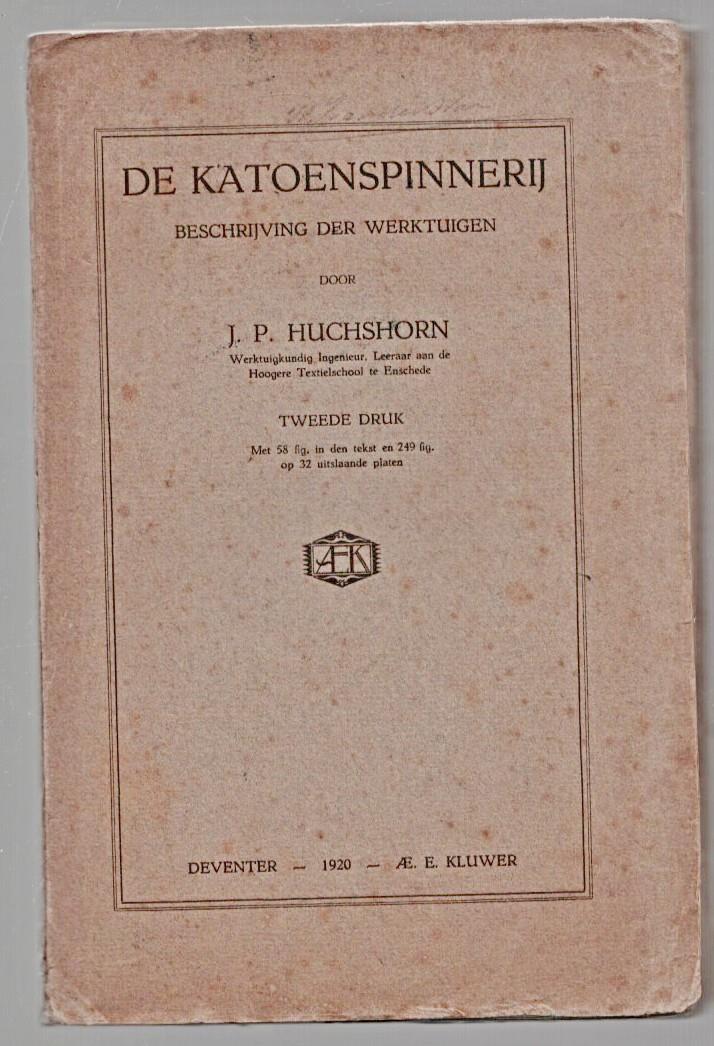 DE KATOENSPINNERIJ
BESCHRIJVING DER WERKTUIGEN
DOOR
J. P. HUCHSHORN
Werktuigkundig Ingenieur, Leeraar aan de
Hoogere Textielschool te Enschede
TWEEDE DRUK
Met 58 fig. in den tekst en 249 fig.
op 32 uitslaande platen
ÆK
DEVENTER — 1920 — Æ. E. KLUWER